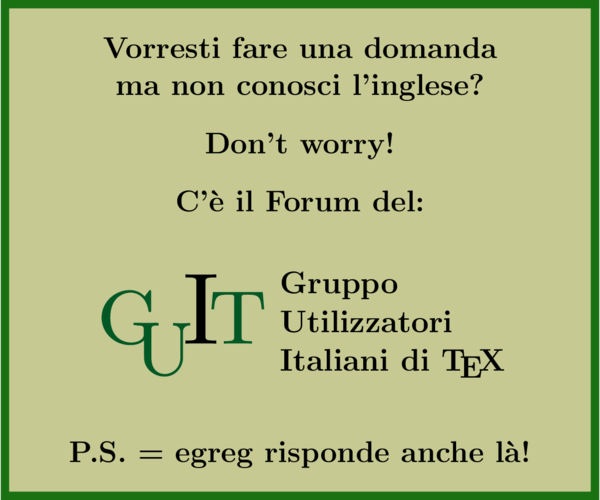 Vorresti fare una domanda
ma non conosci l'inglese?
Don't worry!
C'è il Forum del:
GUIT
Gruppo
Utilizzatori
Italiani di TEX
P.S. = egreg risponde anche là!